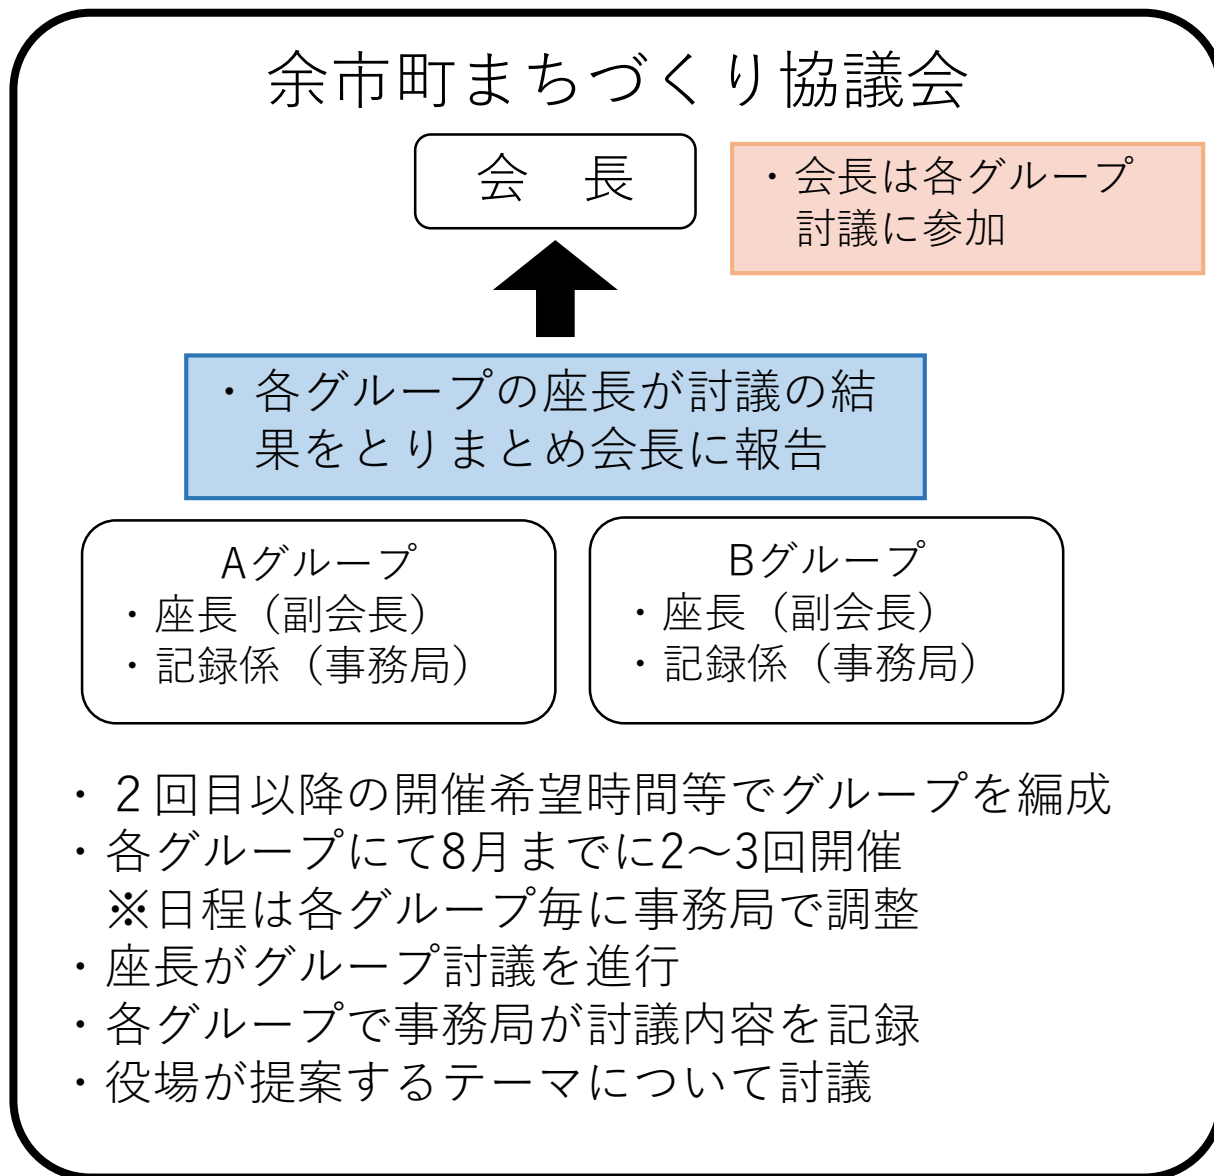 余市町まちづくり協議会
会　長
・会長は各グループ
討議に参加
・各グループの座長が討議の結
果をとりまとめ会長に報告
Aグループ
・座長（副会長）
・記録係（事務局）
Bグループ
・座長（副会長）
・記録係（事務局）
・２回目以降の開催希望時間等でグループを編成
・各グループにて8月までに2～3回開催
※日程は各グループ毎に事務局で調整
・座長がグループ討議を進行
・各グループで事務局が討議内容を記録
・役場が提案するテーマについて討議